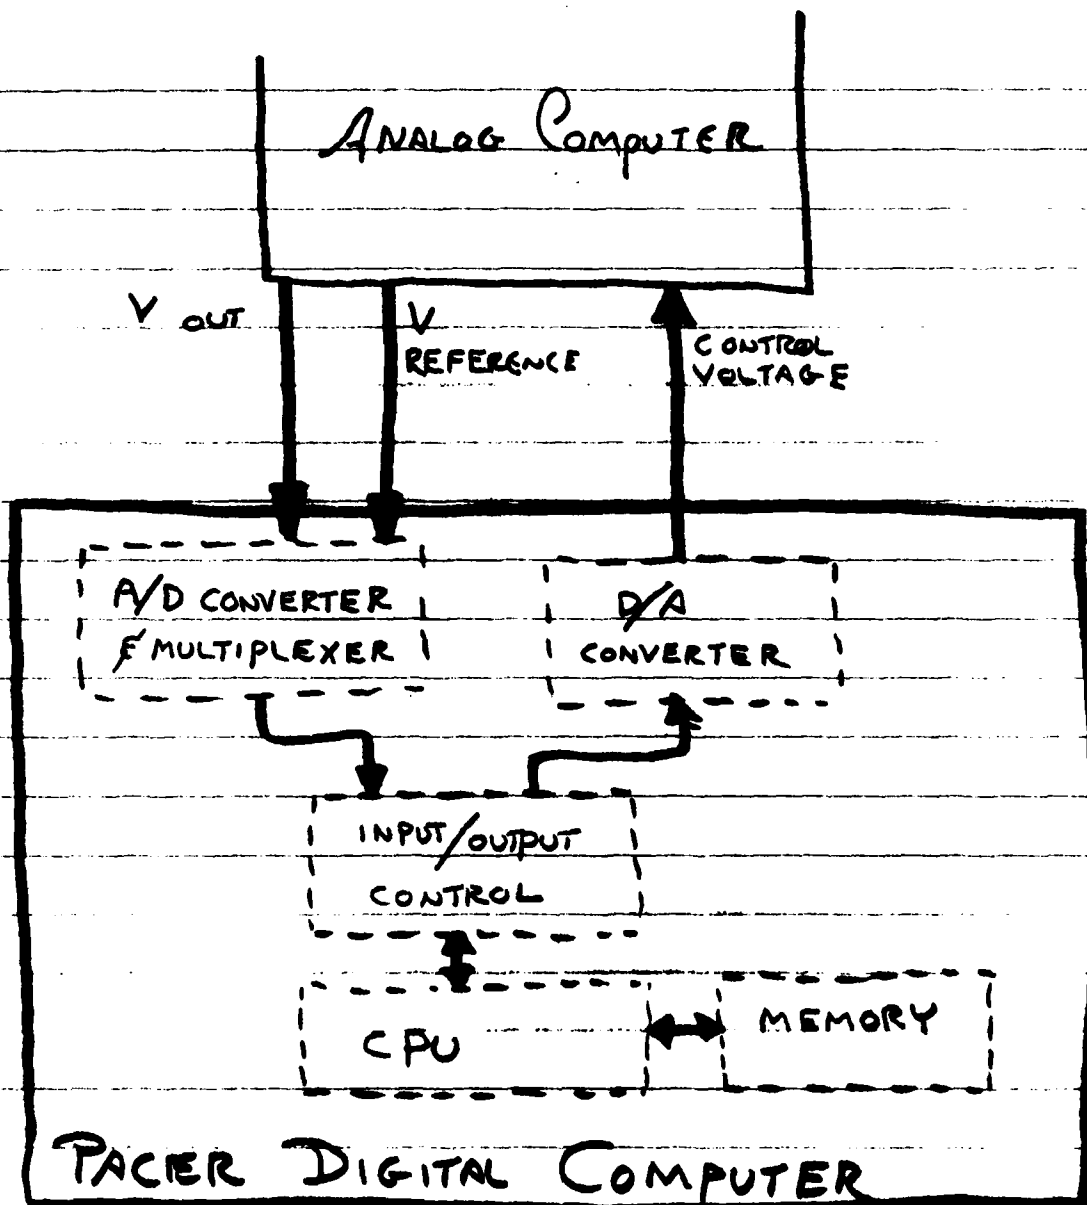 ANALOG COMPUTER
V OUT
V
REFERENCE
CONTROL
VOLTAGE
A/D CONVERTER
& MULTIPLEXER
D/A
CONVERTER
INPUT/OUTPUT
CONTROL
CPU
MEMORY
PACER DIGITAL COMPUTER